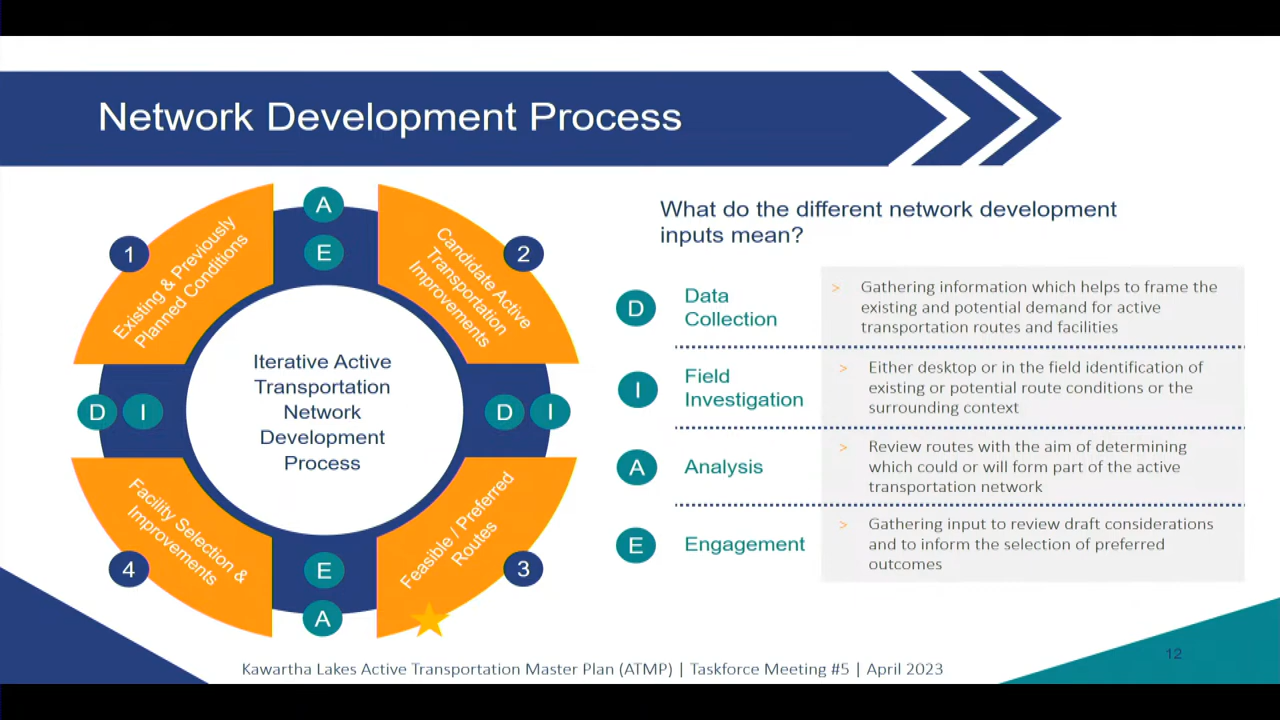 Network Development Process
A
E
1
Existing & Previously
Planned Conditions
2
Candidate Active
Transportation
Improvements
D I
D I
Iterative Active
Transportation
Network
Development
Process
4
Facility Selection &
Improvements
3
Feasible / Preferred
Routes
E
A
What do the different network development
inputs mean?
D
Data
Collection
> Gathering information which helps to frame the
existing and potential demand for active
transportation routes and facilities
I
Field
Investigation
> Either desktop or in the field identification of
existing or potential route conditions or the
surrounding context
A
Analysis
> Review routes with the aim of determining
which could or will form part of the active
transportation network
E
Engagement
> Gathering input to review draft considerations
and to inform the selection of preferred
outcomes
Kawartha Lakes Active Transportation Master Plan (ATMP) | Taskforce Meeting #5 | April 2023
12